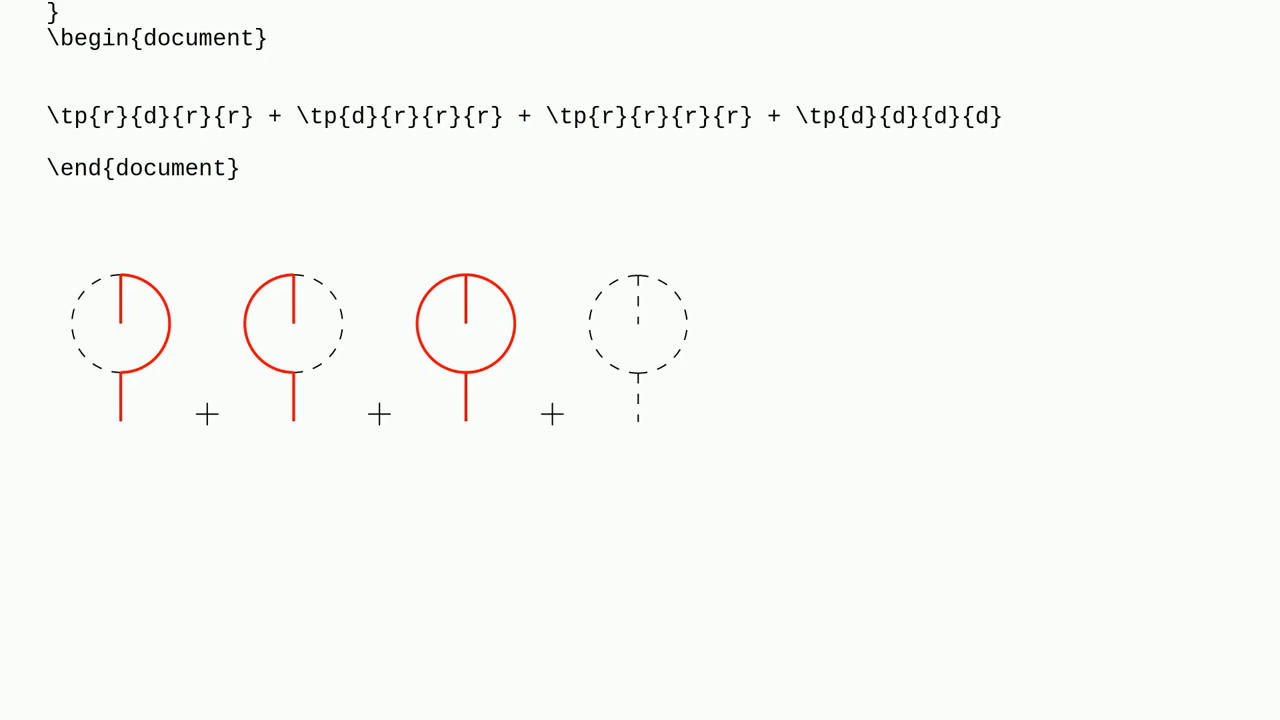 }
\begin{document}
\tp{r}{d}{r}{r} + \tp{d}{r}{r}{r} + \tp{r}{r}{r}{r} + \tp{d}{d}{d}{d}
\end{document}
+ + +